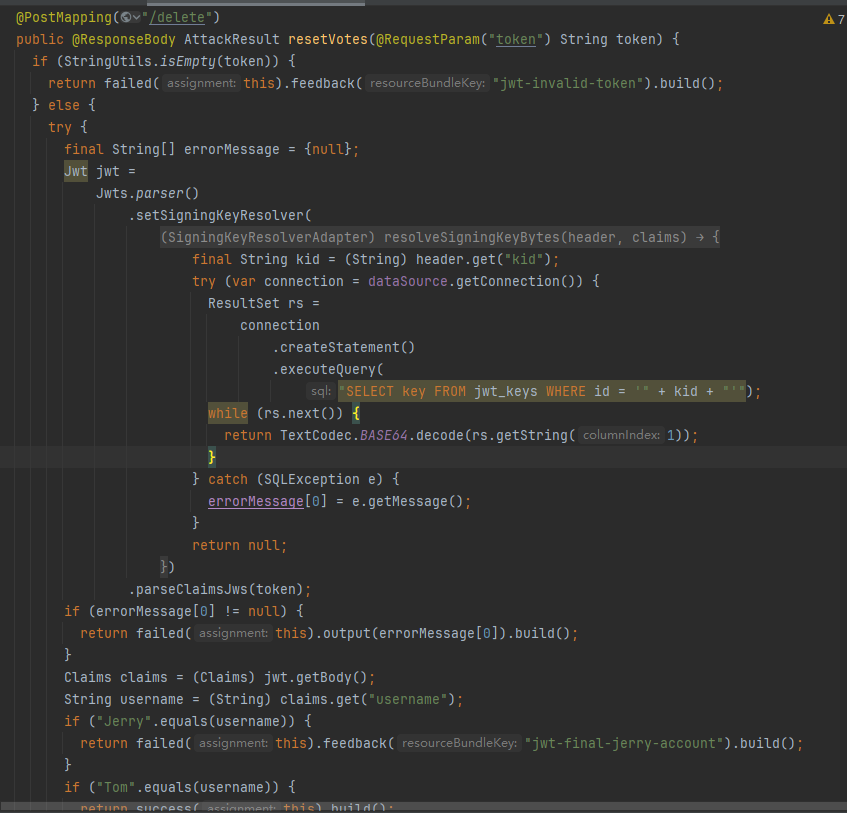 @PostMapping("/delete")
public @ResponseBody AttackResult resetVotes(@RequestParam("token") String token) {
if (StringUtils.isEmpty(token)) {
return failed( assignment: this).feedback( resourceBundleKey: "jwt-invalid-token").build();
} else {
try {
final String[] errorMessage = {null};
Jwt jwt =
Jwts.parser()
.setSigningKeyResolver(
(SigningKeyResolverAdapter) resolveSigningKeyBytes(header, claims) → {
final String kid = (String) header.get("kid");
try (var connection = dataSource.getConnection()) {
ResultSet rs =
connection
.createStatement()
.executeQuery(
sql: "SELECT key FROM jwt_keys WHERE id = '" + kid + "'");
while (rs.next()) {
return TextCodec.BASE64.decode(rs.getString( columnIndex: 1));
}
} catch (SQLException e) {
errorMessage[0] = e.getMessage();
}
return null;
})
.parseClaimsJws(token);
if (errorMessage[0] != null) {
return failed( assignment: this).output(errorMessage[0]).build();
}
Claims claims = (Claims) jwt.getBody();
String username = (String) claims.get("username");
if ("Jerry".equals(username)) {
return failed( assignment: this).feedback( resourceBundleKey: "jwt-final-jerry-account").build();
}
if ("Tom".equals(username)) {
return success( assignment: this).build();
7